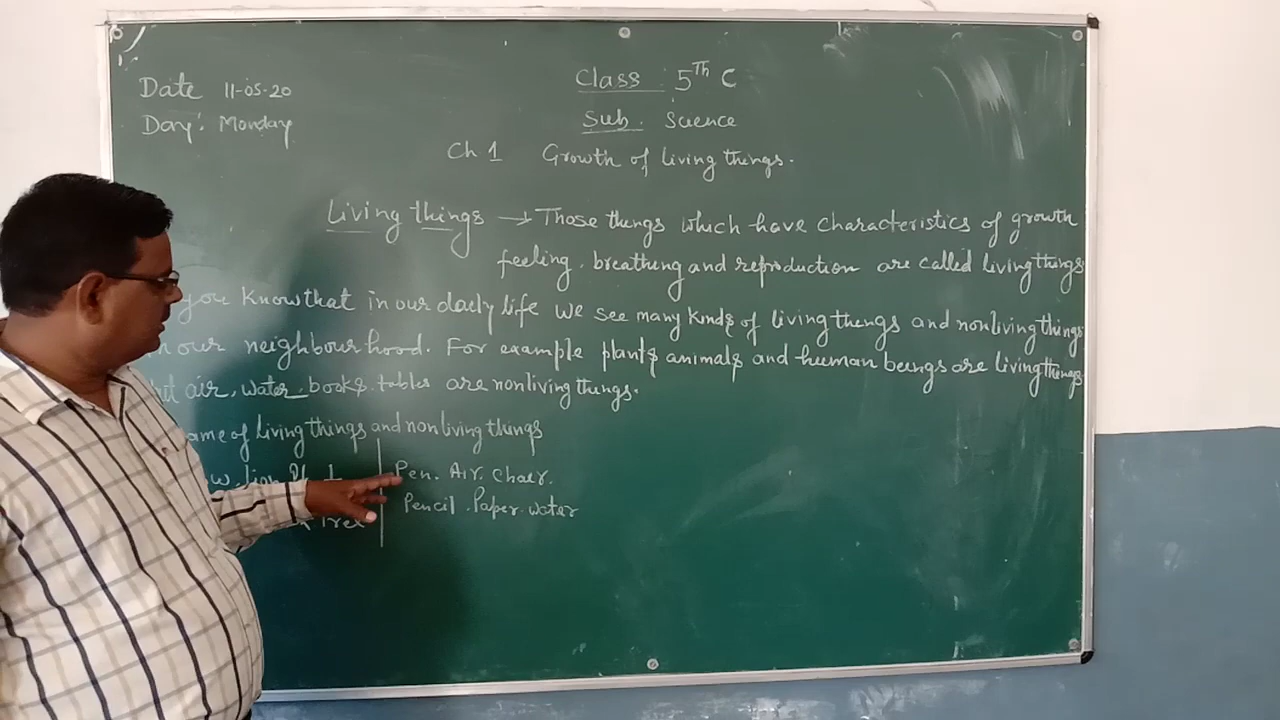 Date 11-05-20
Day: Monday
Class: 5th C
Sub. Science
Ch 1 Growth of living things.
Living things → Those things which have characteristics of growth
feeling, breathing and reproduction are called living things
you know that in our daily life we see many kinds of living things and nonliving things
our neighbourhood. For example plants animals and human beings are living things
air, water, books, tables are nonliving things.
of living things and nonliving things
lion
Pen. Air. Chair.
Pencil. Paper. water